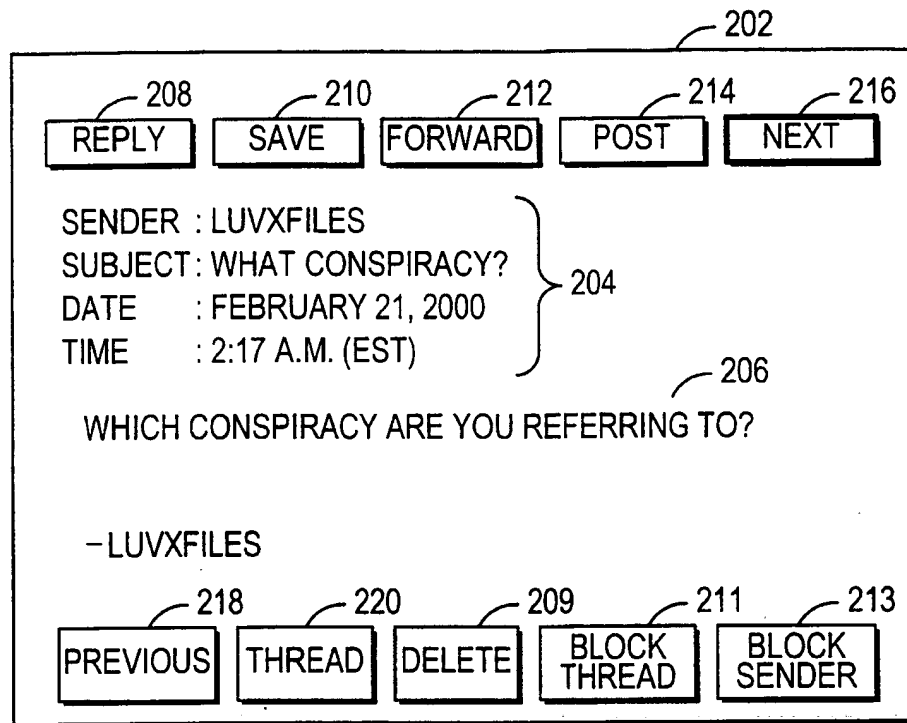 202
208 210 212 214 216
REPLY SAVE FORWARD POST NEXT
SENDER : LUVXFILES
SUBJECT : WHAT CONSPIRACY?
DATE : FEBRUARY 21, 2000
TIME : 2:17 A.M. (EST)
204
206
WHICH CONSPIRACY ARE YOU REFERRING TO?
–LUVXFILES
218 220 209 211 213
PREVIOUS THREAD DELETE BLOCK THREAD BLOCK SENDER